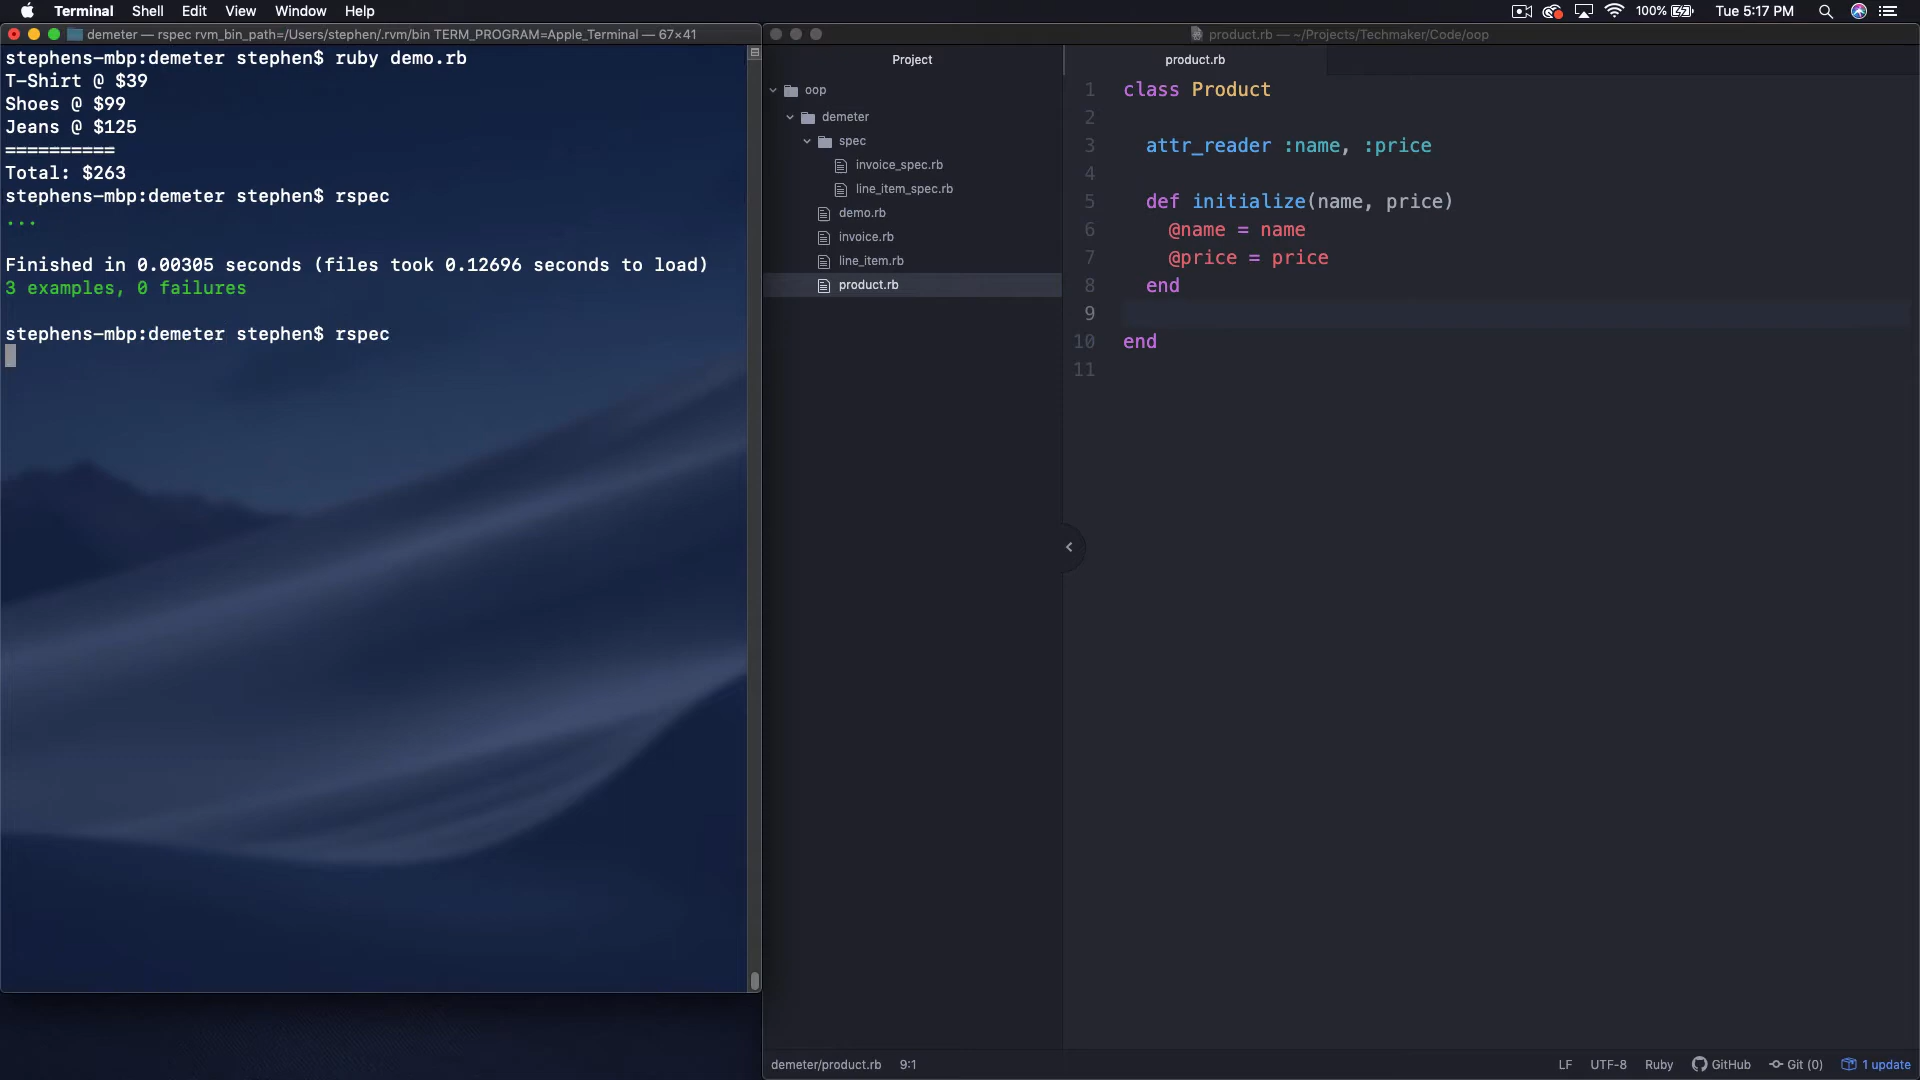 Terminal Shell Edit View Window Help
100% Tue 5:17 PM
demeter — rspec rvm_bin_path=/Users/stephen/.rvm/bin TERM_PROGRAM=Apple_Terminal — 67×41
stephens-mbp:demeter stephen$ ruby demo.rb
T-Shirt @ $39
Shoes @ $99
Jeans @ $125
==========
Total: $263
stephens-mbp:demeter stephen$ rspec
...
Finished in 0.00305 seconds (files took 0.12696 seconds to load)
3 examples, 0 failures
stephens-mbp:demeter stephen$ rspec
product.rb — ~/Projects/Techmaker/Code/oop
Project
oop
demeter
spec
invoice_spec.rb
line_item_spec.rb
demo.rb
invoice.rb
line_item.rb
product.rb
product.rb
1 class Product
2
3 attr_reader :name, :price
4
5 def initialize(name, price)
6 @name = name
7 @price = price
8 end
9
10 end
11
demeter/product.rb 9:1
LF UTF-8 Ruby GitHub Git (0) 1 update